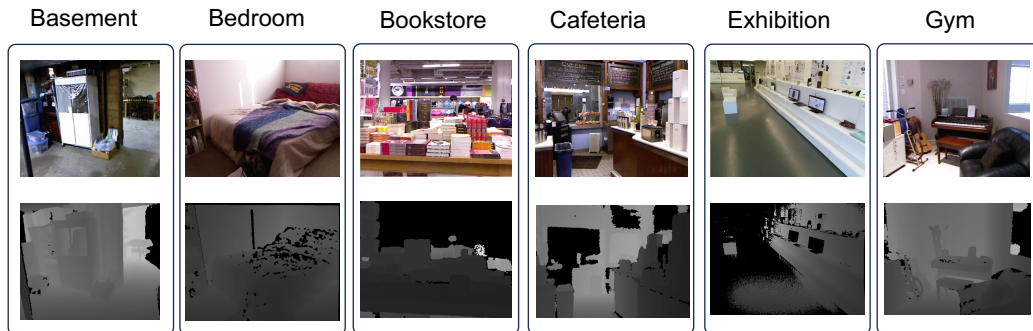 Basement
Bedroom
Bookstore
Cafeteria
Exhibition
Gym